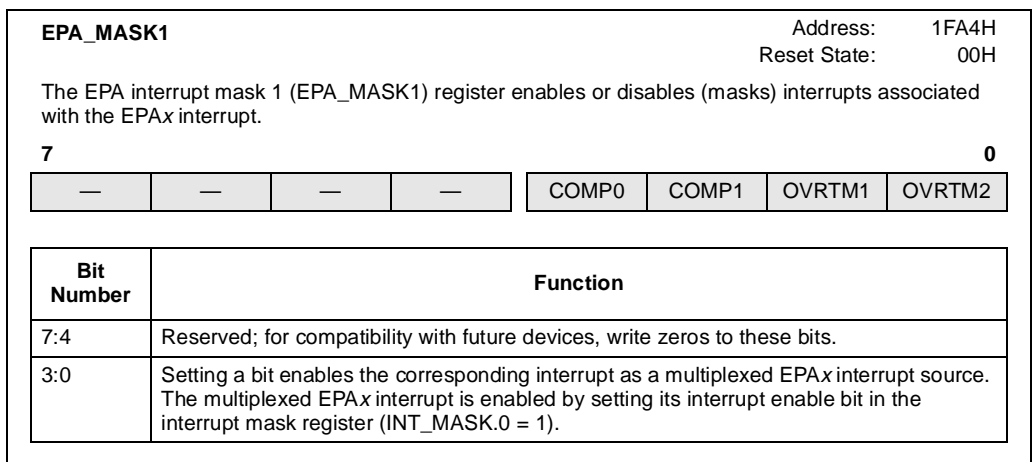 EPA_MASK1 Address: 1FA4H
Reset State: 00H
The EPA interrupt mask 1 (EPA_MASK1) register enables or disables (masks) interrupts associated
with the EPAx interrupt.
7 0
— — — — COMP0 COMP1 OVRTM1 OVRTM2
Bit
Number
Function
7:4 Reserved; for compatibility with future devices, write zeros to these bits.
3:0 Setting a bit enables the corresponding interrupt as a multiplexed EPAx interrupt source.
The multiplexed EPAx interrupt is enabled by setting its interrupt enable bit in the
interrupt mask register (INT_MASK.0 = 1).